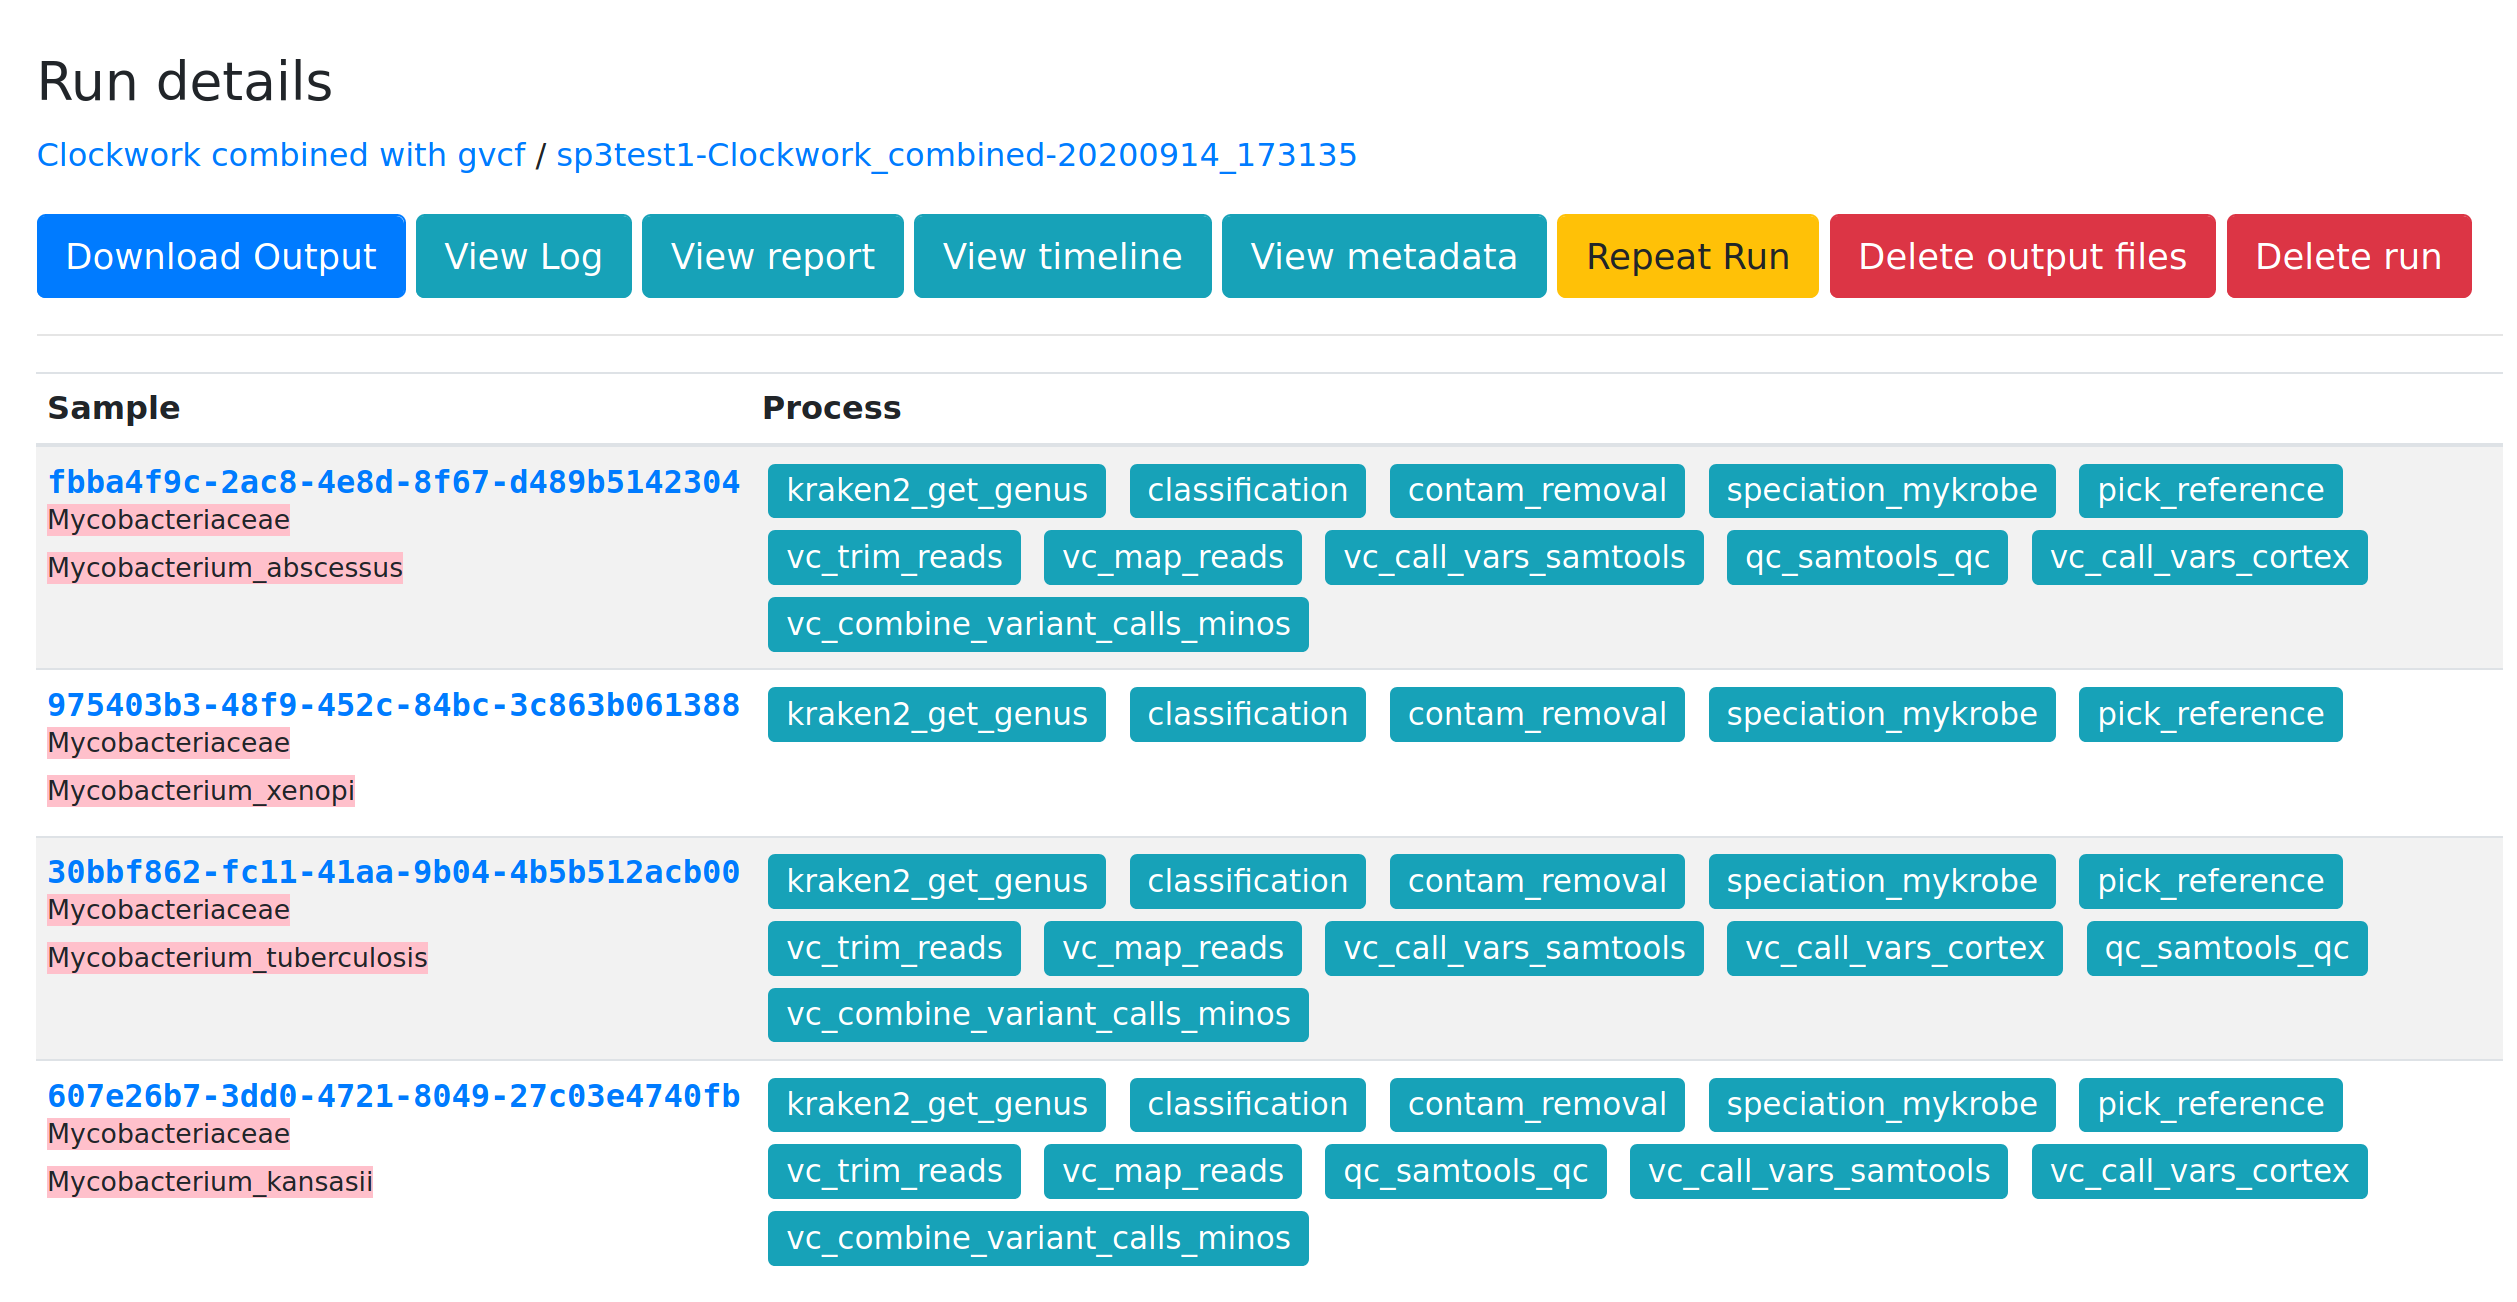 Run details
Clockwork combined with gvcf / sp3test1-Clockwork_combined-20200914_173135
Download Output View Log View report View timeline View metadata Repeat Run Delete output files Delete run
Sample Process
fbba4f9c-2ac8-4e8d-8f67-d489b5142304
Mycobacteriaceae
Mycobacterium_abscessus
kraken2_get_genus classification contam_removal speciation_mykrobe pick_reference
vc_trim_reads vc_map_reads vc_call_vars_samtools qc_samtools_qc vc_call_vars_cortex
vc_combine_variant_calls_minos
975403b3-48f9-452c-84bc-3c863b061388
Mycobacteriaceae
Mycobacterium_xenopi
kraken2_get_genus classification contam_removal speciation_mykrobe pick_reference
30bbf862-fc11-41aa-9b04-4b5b512acb00
Mycobacteriaceae
Mycobacterium_tuberculosis
kraken2_get_genus classification contam_removal speciation_mykrobe pick_reference
vc_trim_reads vc_map_reads vc_call_vars_samtools vc_call_vars_cortex qc_samtools_qc
vc_combine_variant_calls_minos
607e26b7-3dd0-4721-8049-27c03e4740fb
Mycobacteriaceae
Mycobacterium_kansasii
kraken2_get_genus classification contam_removal speciation_mykrobe pick_reference
vc_trim_reads vc_map_reads qc_samtools_qc vc_call_vars_samtools vc_call_vars_cortex
vc_combine_variant_calls_minos